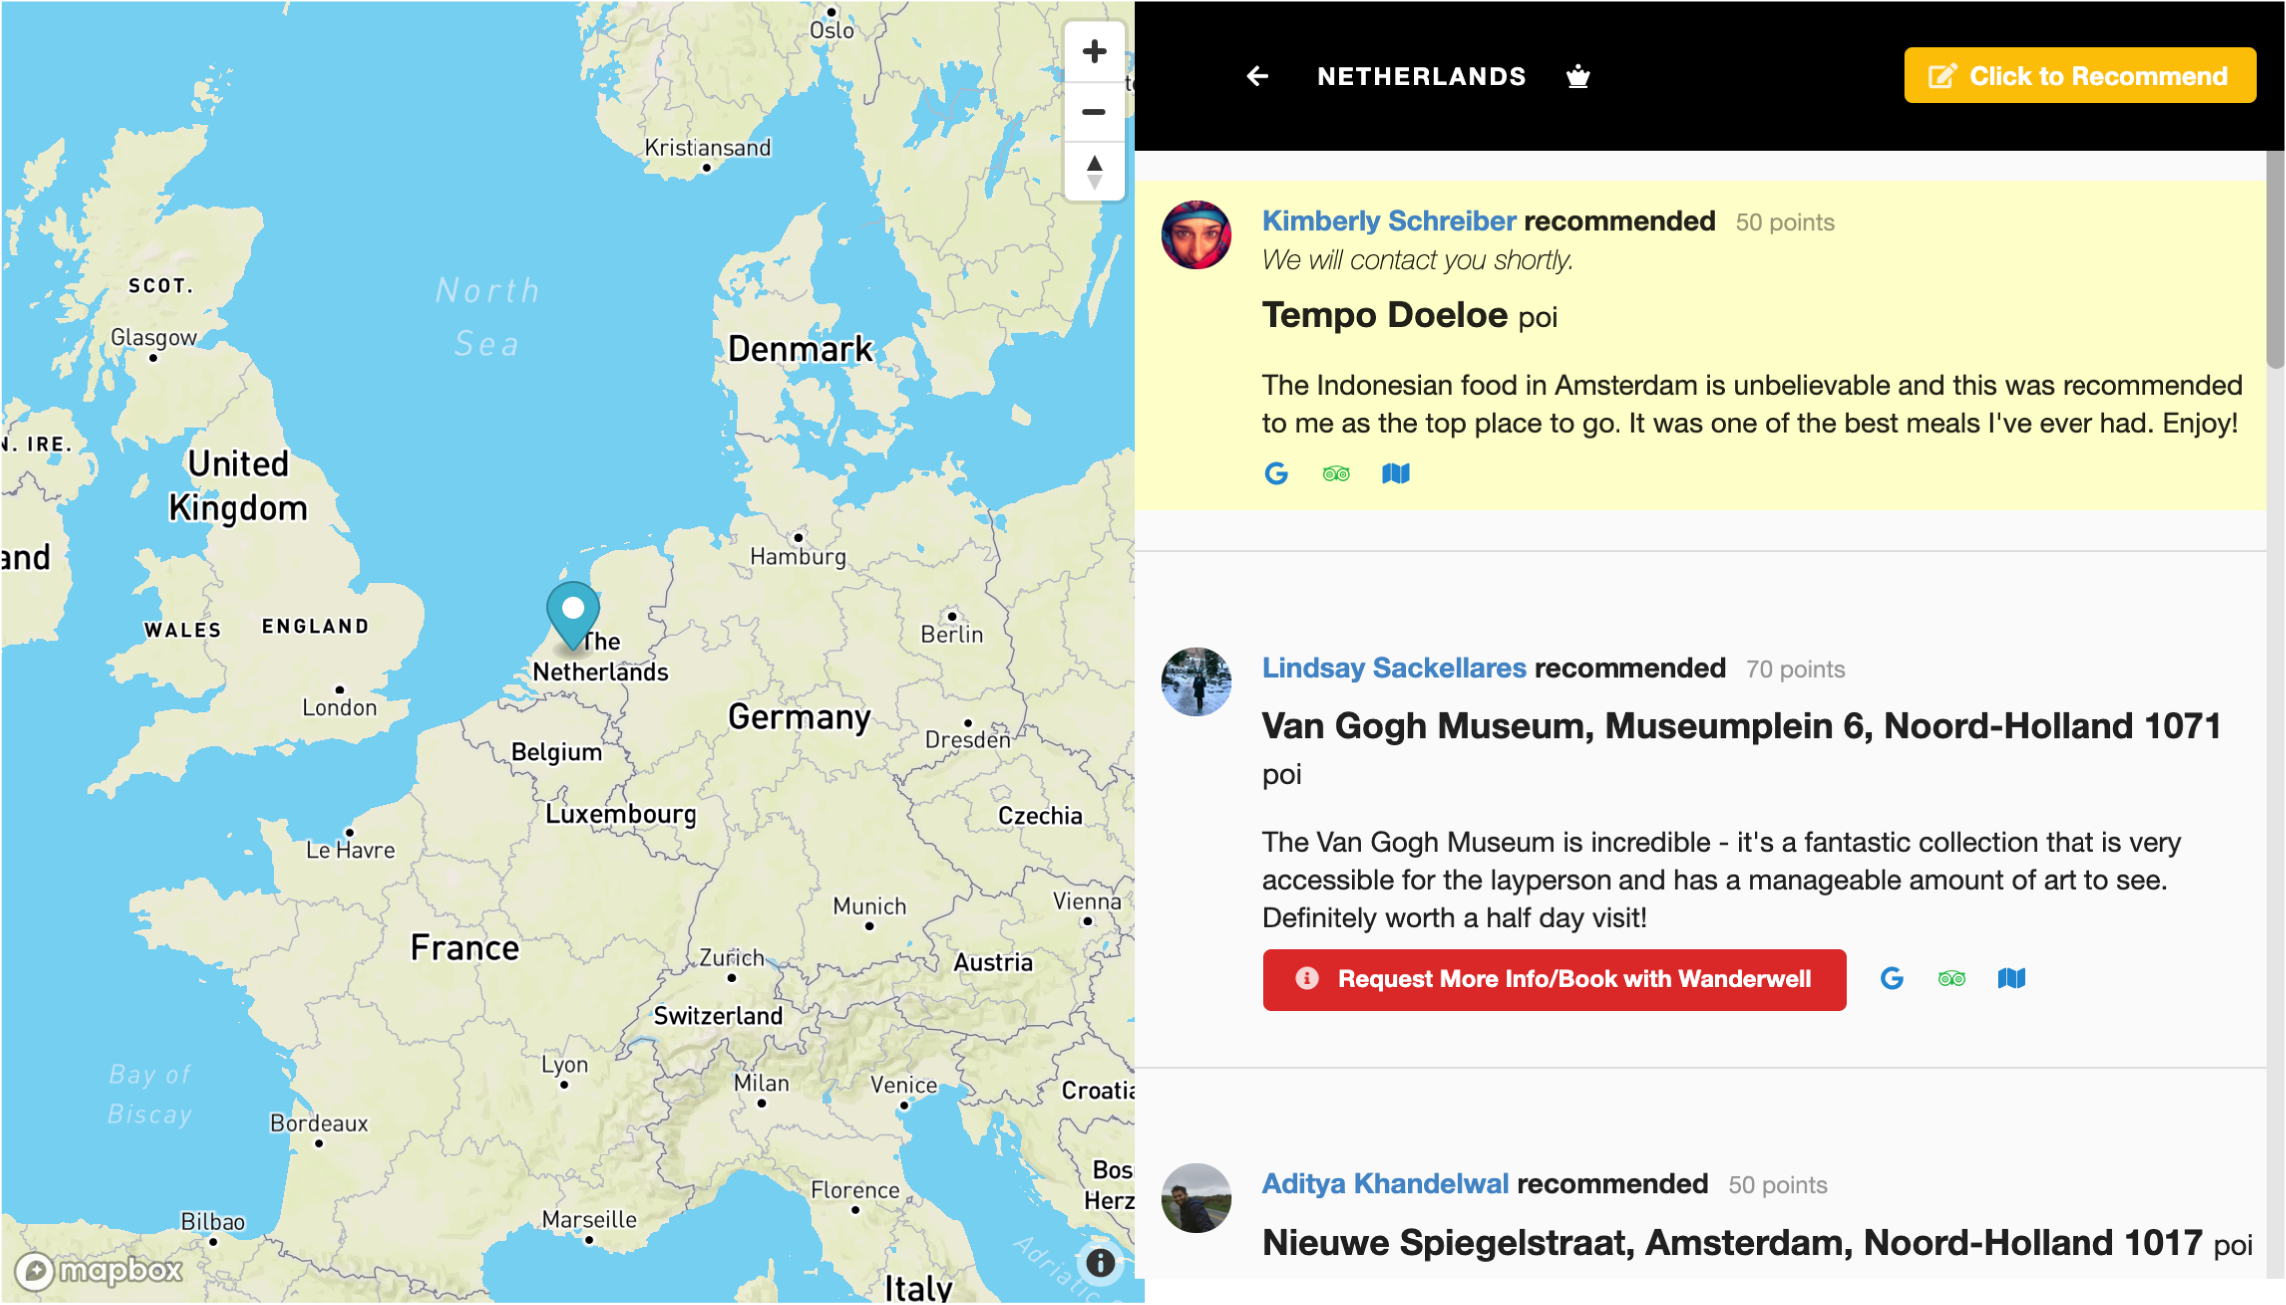 Oslo
Kristiansand
North
Sea
SCOT.
Glasgow
Denmark
N. IRE.
United
Kingdom
and
Hamburg
The
Netherlands
WALES
ENGLAND
Berlin
London
Germany
Dresden
Belgium
Luxembourg
Czechia
Le Havre
Munich
Vienna
France
Zurich
Austria
Switzerland
Bay of
Biscay
Lyon
Milan
Venice
Croatia
Bordeaux
Bos
Herz
Florence
Bilbao
Marseille
Adriatic
Italy
mapbox
NETHERLANDS
Click to Recommend
Kimberly Schreiber recommended 50 points
We will contact you shortly.
Tempo Doeloe poi
The Indonesian food in Amsterdam is unbelievable and this was recommended
to me as the top place to go. It was one of the best meals I've ever had. Enjoy!
Lindsay Sackellares recommended 70 points
Van Gogh Museum, Museumplein 6, Noord-Holland 1071
poi
The Van Gogh Museum is incredible - it's a fantastic collection that is very
accessible for the layperson and has a manageable amount of art to see.
Definitely worth a half day visit!
Request More Info/Book with Wanderwell
Aditya Khandelwal recommended 50 points
Nieuwe Spiegelstraat, Amsterdam, Noord-Holland 1017 poi